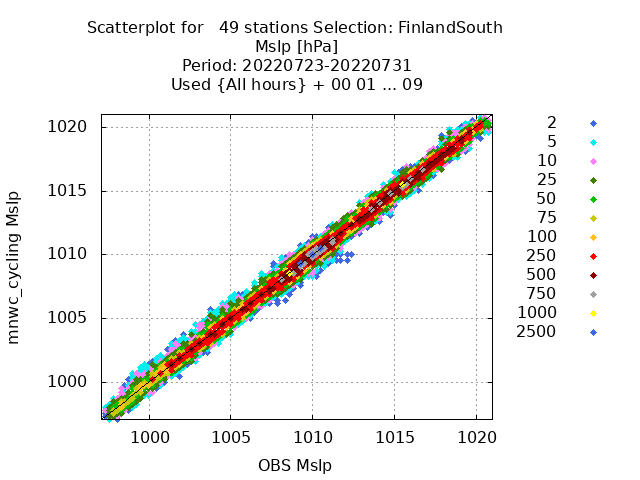 Scatterplot for   49 stations Selection: FinlandSouth
Mslp [hPa]
Period: 20220723-20220731
Used {All hours} + 00 01 ... 09
mnwc_cycling Mslp
1020
1015
1010
1005
1000
1000 1005 1010 1015 1020
OBS Mslp
2
5
10
25
50
75
100
250
500
750
1000
2500